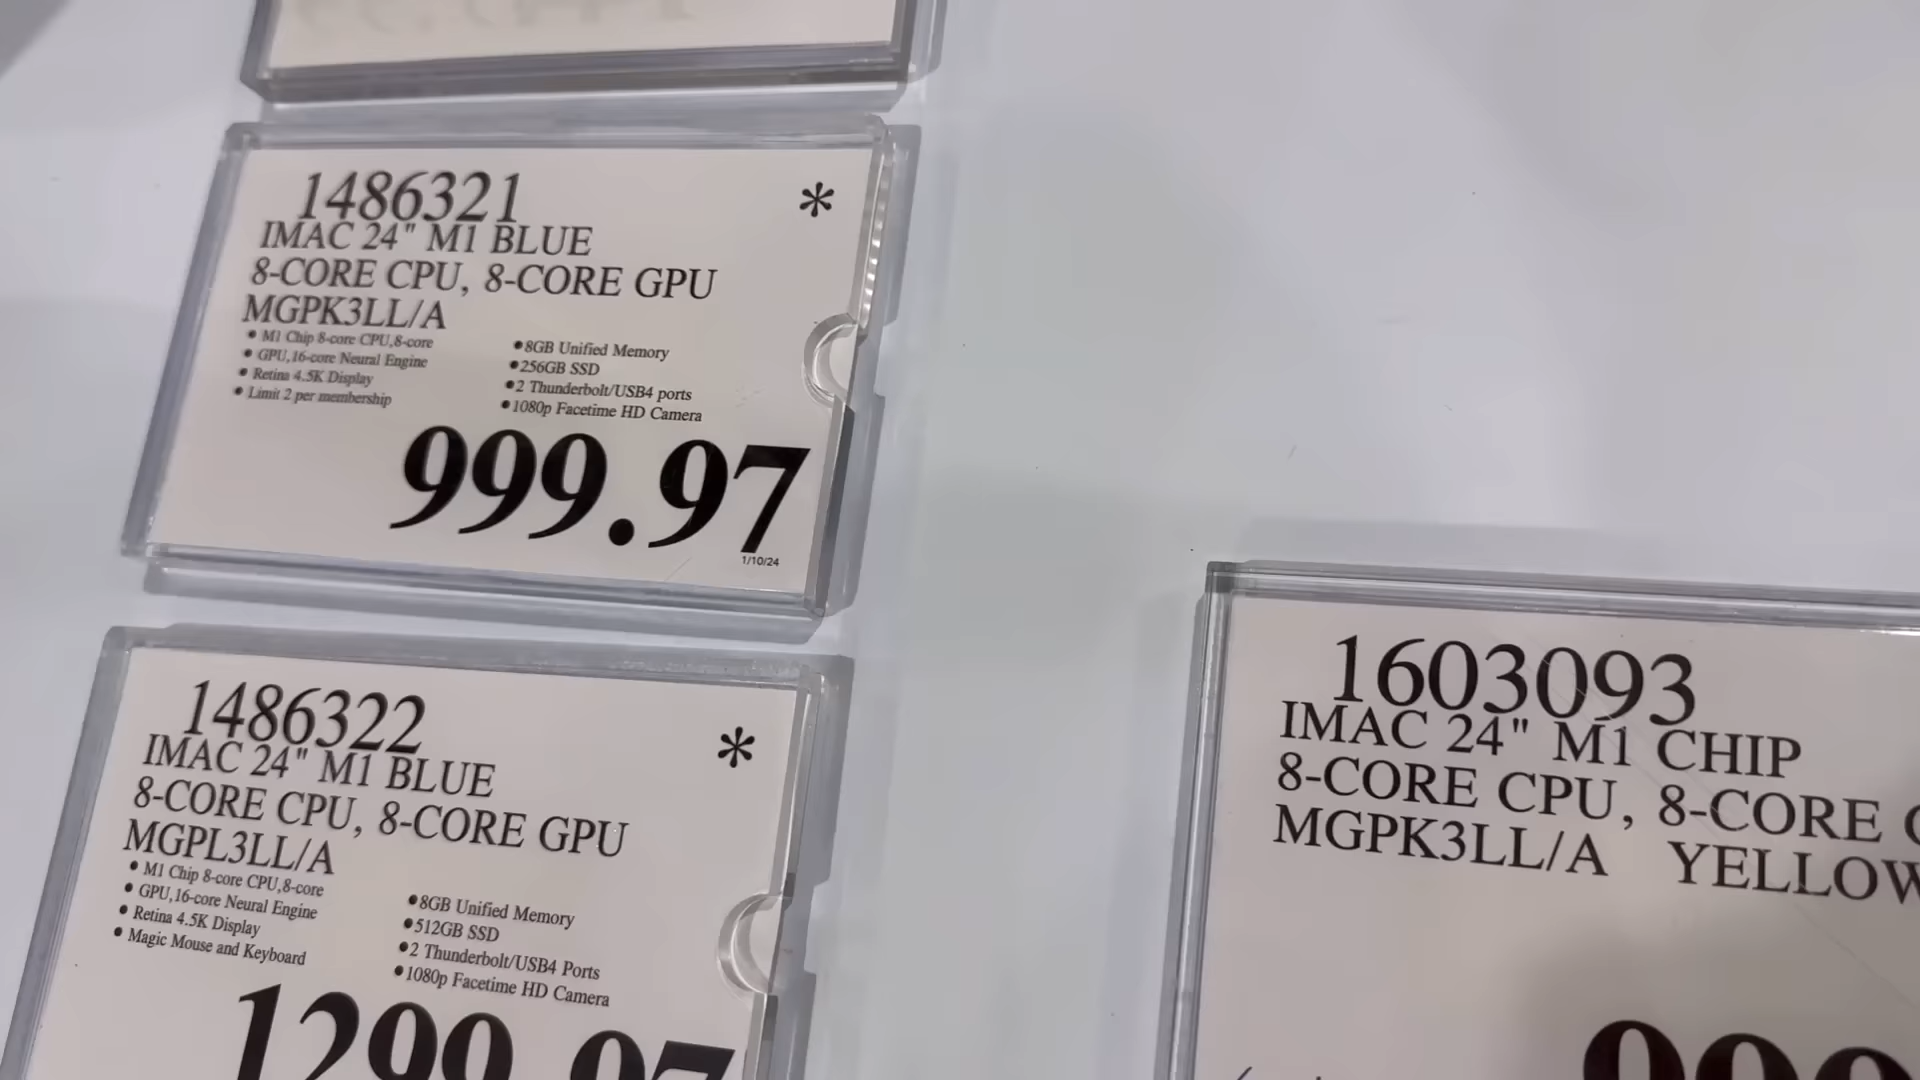 1486321
*
IMAC 24" M1 BLUE
8-CORE CPU, 8-CORE GPU
MGPK3LL/A
• M1 Chip 8-core CPU,8-core
• GPU,16-core Neural Engine
• Retina 4.5K Display
• Limit 2 per membership
•8GB Unified Memory
•256GB SSD
•2 Thunderbolt/USB4 ports
•1080p Facetime HD Camera
999.97
1/10/24
1486322
*
IMAC 24" M1 BLUE
8-CORE CPU, 8-CORE GPU
MGPL3LL/A
• M1 Chip 8-core CPU,8-core
• GPU,16-core Neural Engine
• Retina 4.5K Display
• Magic Mouse and Keyboard
•8GB Unified Memory
•512GB SSD
•2 Thunderbolt/USB4 Ports
•1080p Facetime HD Camera
1299.97
1603093
IMAC 24" M1 CHIP
8-CORE CPU, 8-CORE
MGPK3LL/A YELLOW
999